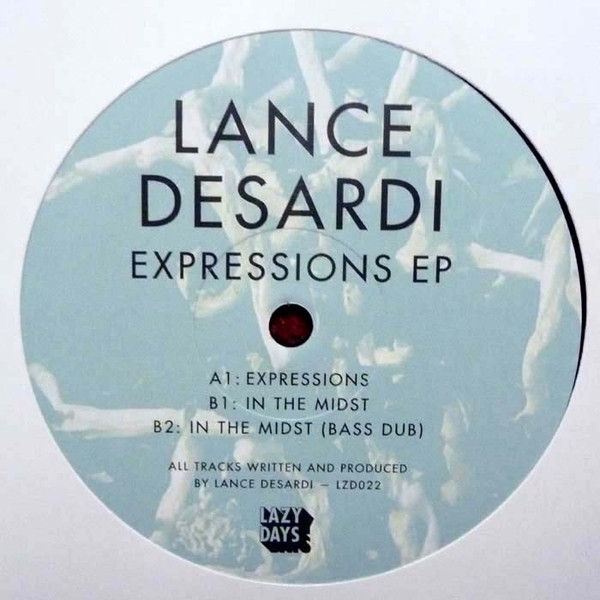 LANCE
DESARDI
EXPRESSIONS EP
A1: EXPRESSIONS
B1: IN THE MIDST
B2: IN THE MIDST (BASS DUB)
ALL TRACKS WRITTEN AND PRODUCED
BY LANCE DESARDI – LZD022
LAZY
DAYS